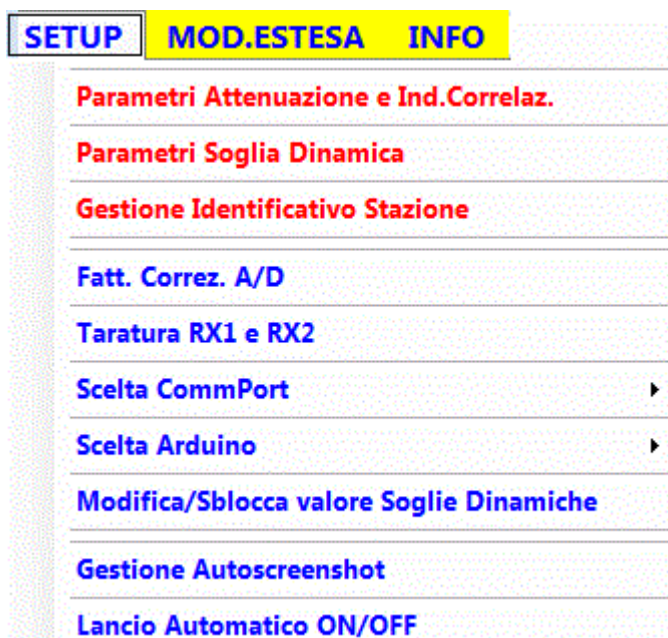 SETUP MOD.ESTESA INFO
Parametri Attenuazione e Ind.Correlaz.
Parametri Soglia Dinamica
Gestione Identificativo Stazione
Fatt. Correz. A/D
Taratura RX1 e RX2
Scelta CommPort
Scelta Arduino
Modifica/Sblocca valore Soglie Dinamiche
Gestione Autoscreenshot
Lancio Automatico ON/OFF